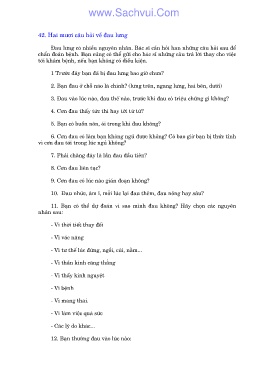 www.Sachvui.Com
42. Hai mươi câu hỏi về đau lưng
Đau lưng có nhiều nguyên nhân. Bác sĩ cần hỏi han những câu hỏi sau để
chẩn đoán bệnh. Bạn cũng có thể gửi cho bác sĩ những câu trả lời thay cho việc
tới khám bệnh, nếu bạn không có điều kiện.
1 Trước đây bạn đã bị đau lưng bao giờ chưa?
2. Bạn đau ở chỗ nào là chính? (lưng trên, ngang lưng, hai bên, dưới)
3. Đau vào lúc nào, đau thế nào, trước khi đau có triệu chứng gì không?
4. Cơn đau thấy tức thì hay từ từ?
5. Bạn có buồn nôn, ói trong khi đau không?
6. Cơn đau có làm bạn không ngủ được không? Có bao giờ bạn bị thức tỉnh
vì cơn đau tới trong lúc ngủ không?
7. Phải chăng đây là lần đau đầu tiên?
8. Cơn đau liên tục?
9. Cơn đau có lúc nào gián đoạn không?
10. Đau nhức, âm ỉ, mỗi lúc lại đau thêm, đau nóng hay sâu?
11. Bạn có thể dự đoán vì sao mình đau không? Hãy chọn các nguyên
nhân sau:
- Vì thời tiết thay đổi
- Vì vác nặng
- Vì tư thế lúc đứng, ngồi, cúi, nằm...
- Vì thần kinh căng thẳng
- Vì thấy kinh nguyệt
- Vì bệnh
- Vì mang thai.
- Vì làm việc quá sức
- Các lý do khác...
12. Bạn thường đau vào lúc nào: